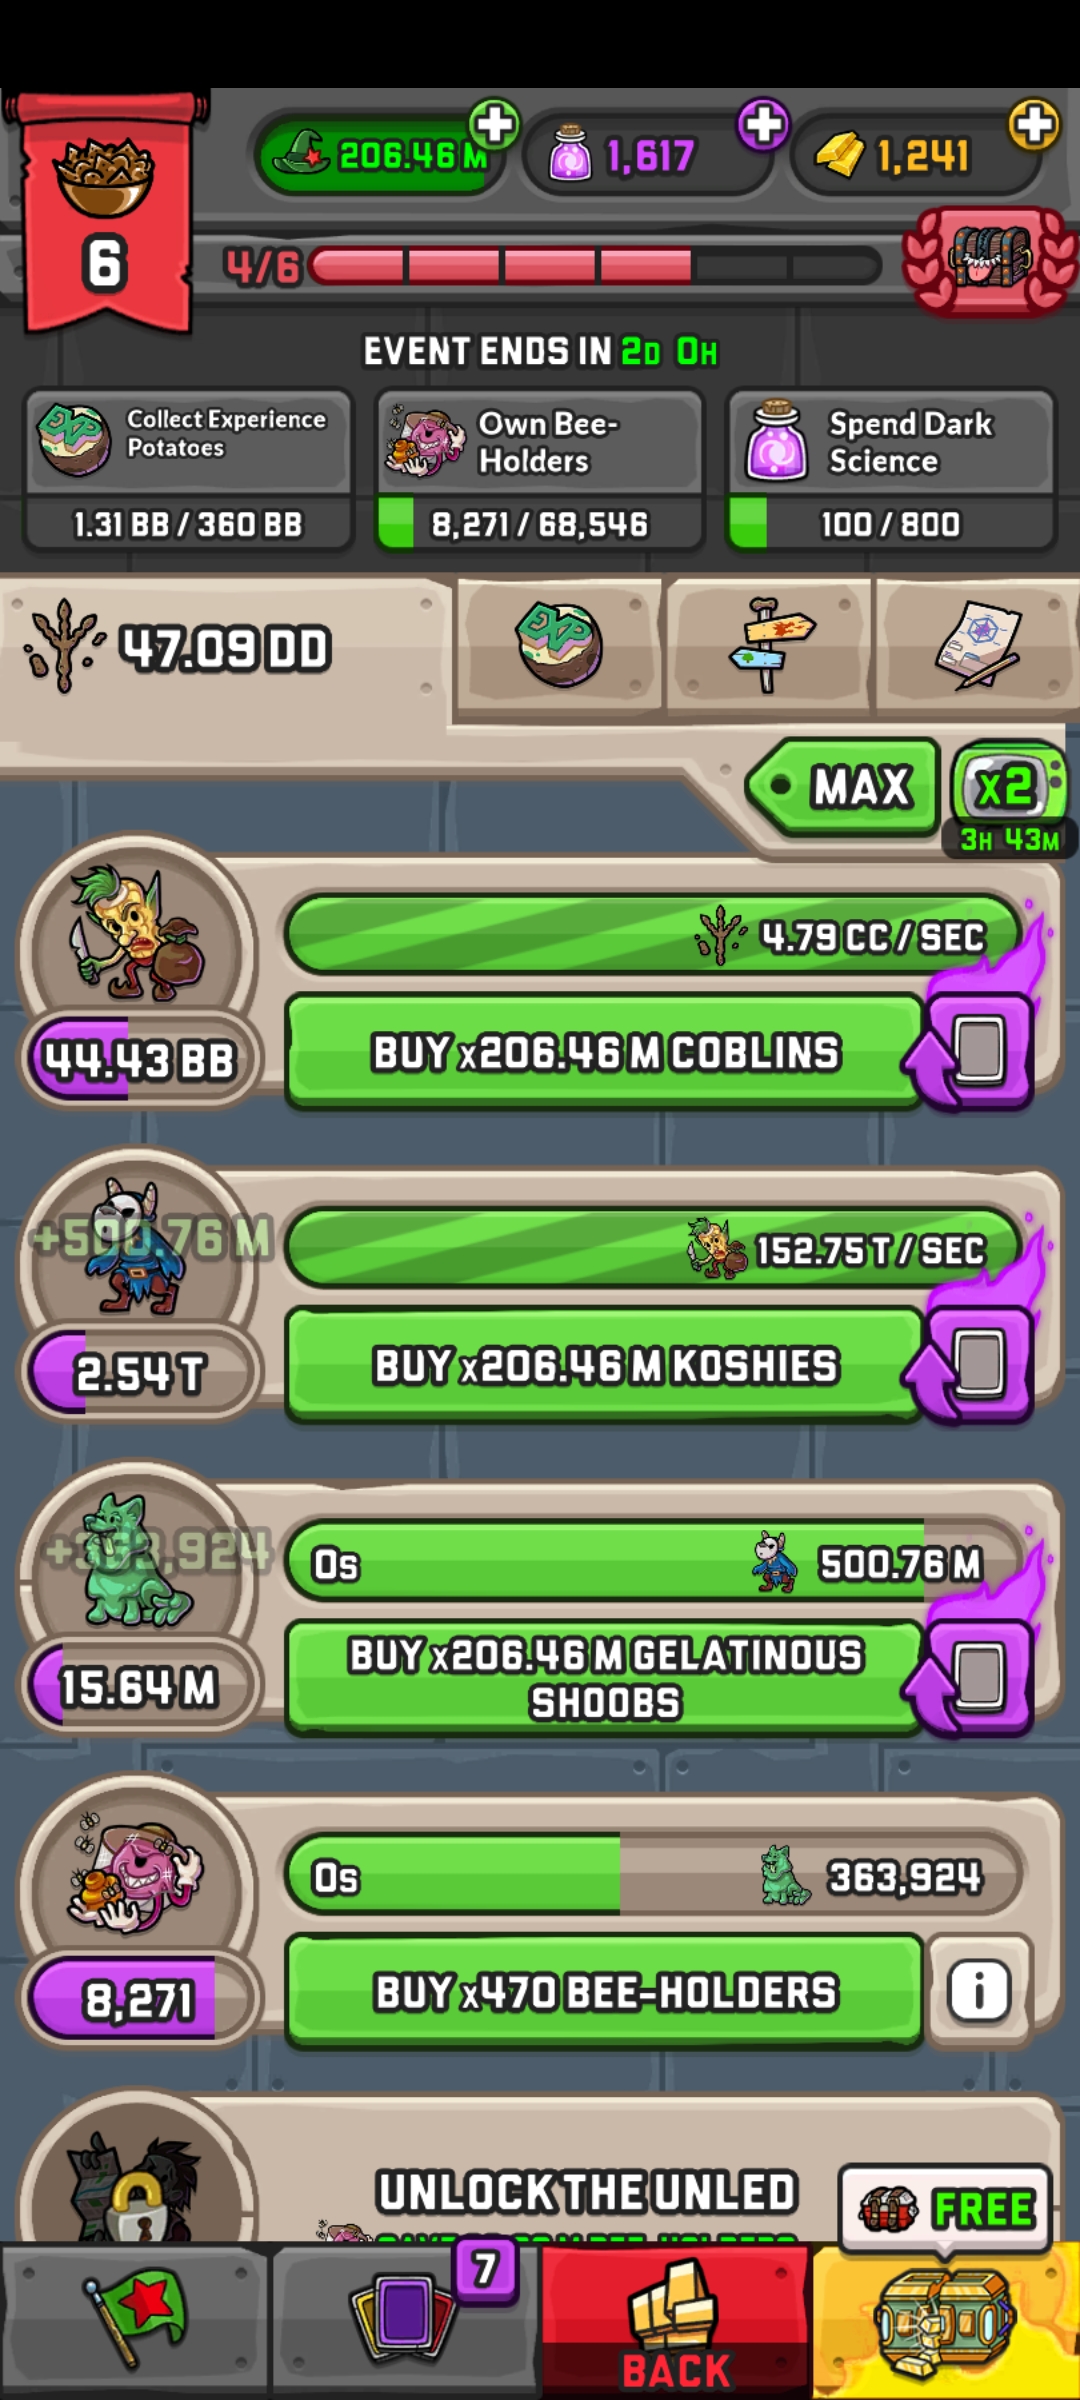 206.46 M
1,617
1,241
6
4/6
EVENT ENDS IN 2D 0H
Collect Experience
Potatoes
1.31 BB / 360 BB
Own Bee-
Holders
8,271 / 68,546
Spend Dark
Science
100 / 800
47.09 DD
EXP
MAX
x2
3H 43M
4.79 CC / SEC
44.43 BB
BUY x206.46 M COBLINS
+500.76 M
152.75 T / SEC
2.54 T
BUY x206.46 M KOSHIES
+363,924
0s
500.76 M
15.64 M
BUY x206.46 M GELATINOUS
SHOOBS
0s
363,924
8,271
BUY x470 BEE-HOLDERS
i
UNLOCK THE UNLED
FREE
7
BACK